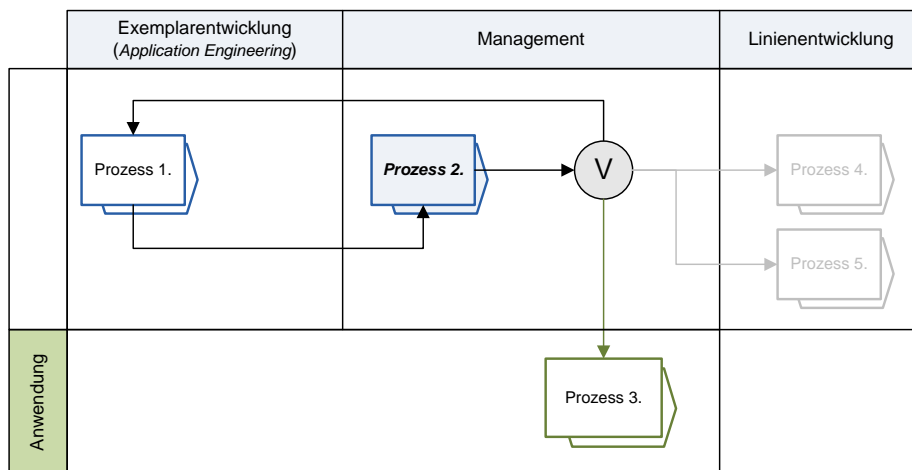 Exemplarentwicklung
(Application Engineering)
Management
Linienentwicklung
Prozess 1.
Prozess 2.
V
Prozess 4.
Prozess 5.
Anwendung
Prozess 3.